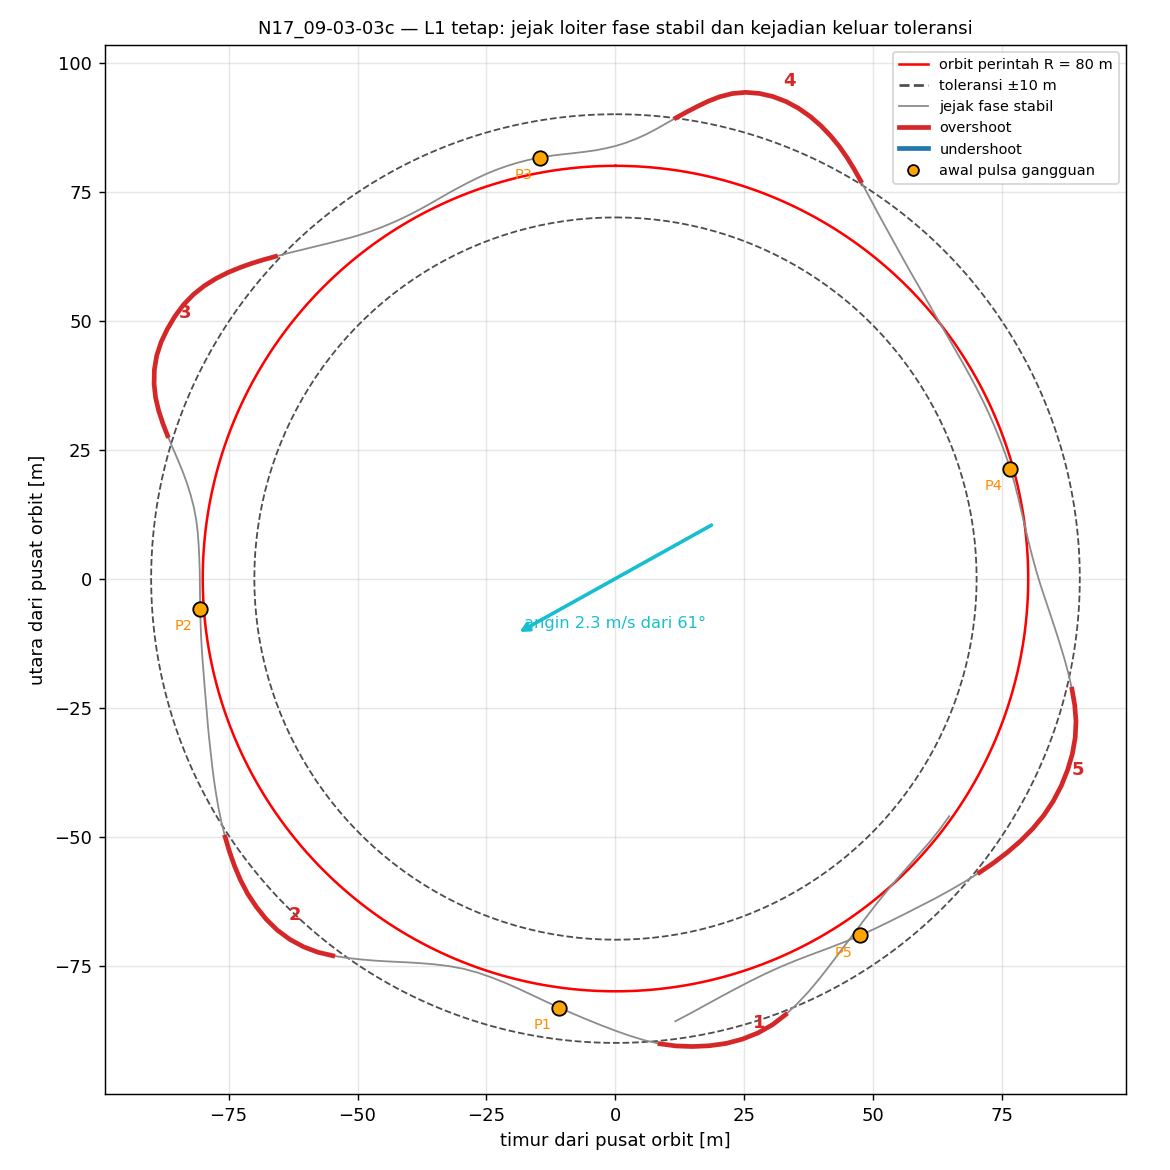 N17_09-03-03c — L1 tetap: jejak loiter fase stabil dan kejadian keluar toleransi
orbit perintah R = 80 m
toleransi ±10 m
jejak fase stabil
overshoot
undershoot
awal pulsa gangguan
4
P3
3
P4
angin 2.3 m/s dari 61°
P2
5
2
P5
1
P1
100
75
50
25
0
−25
−50
−75
−75
−50
−25
0
25
50
75
utara dari pusat orbit [m]
timur dari pusat orbit [m]